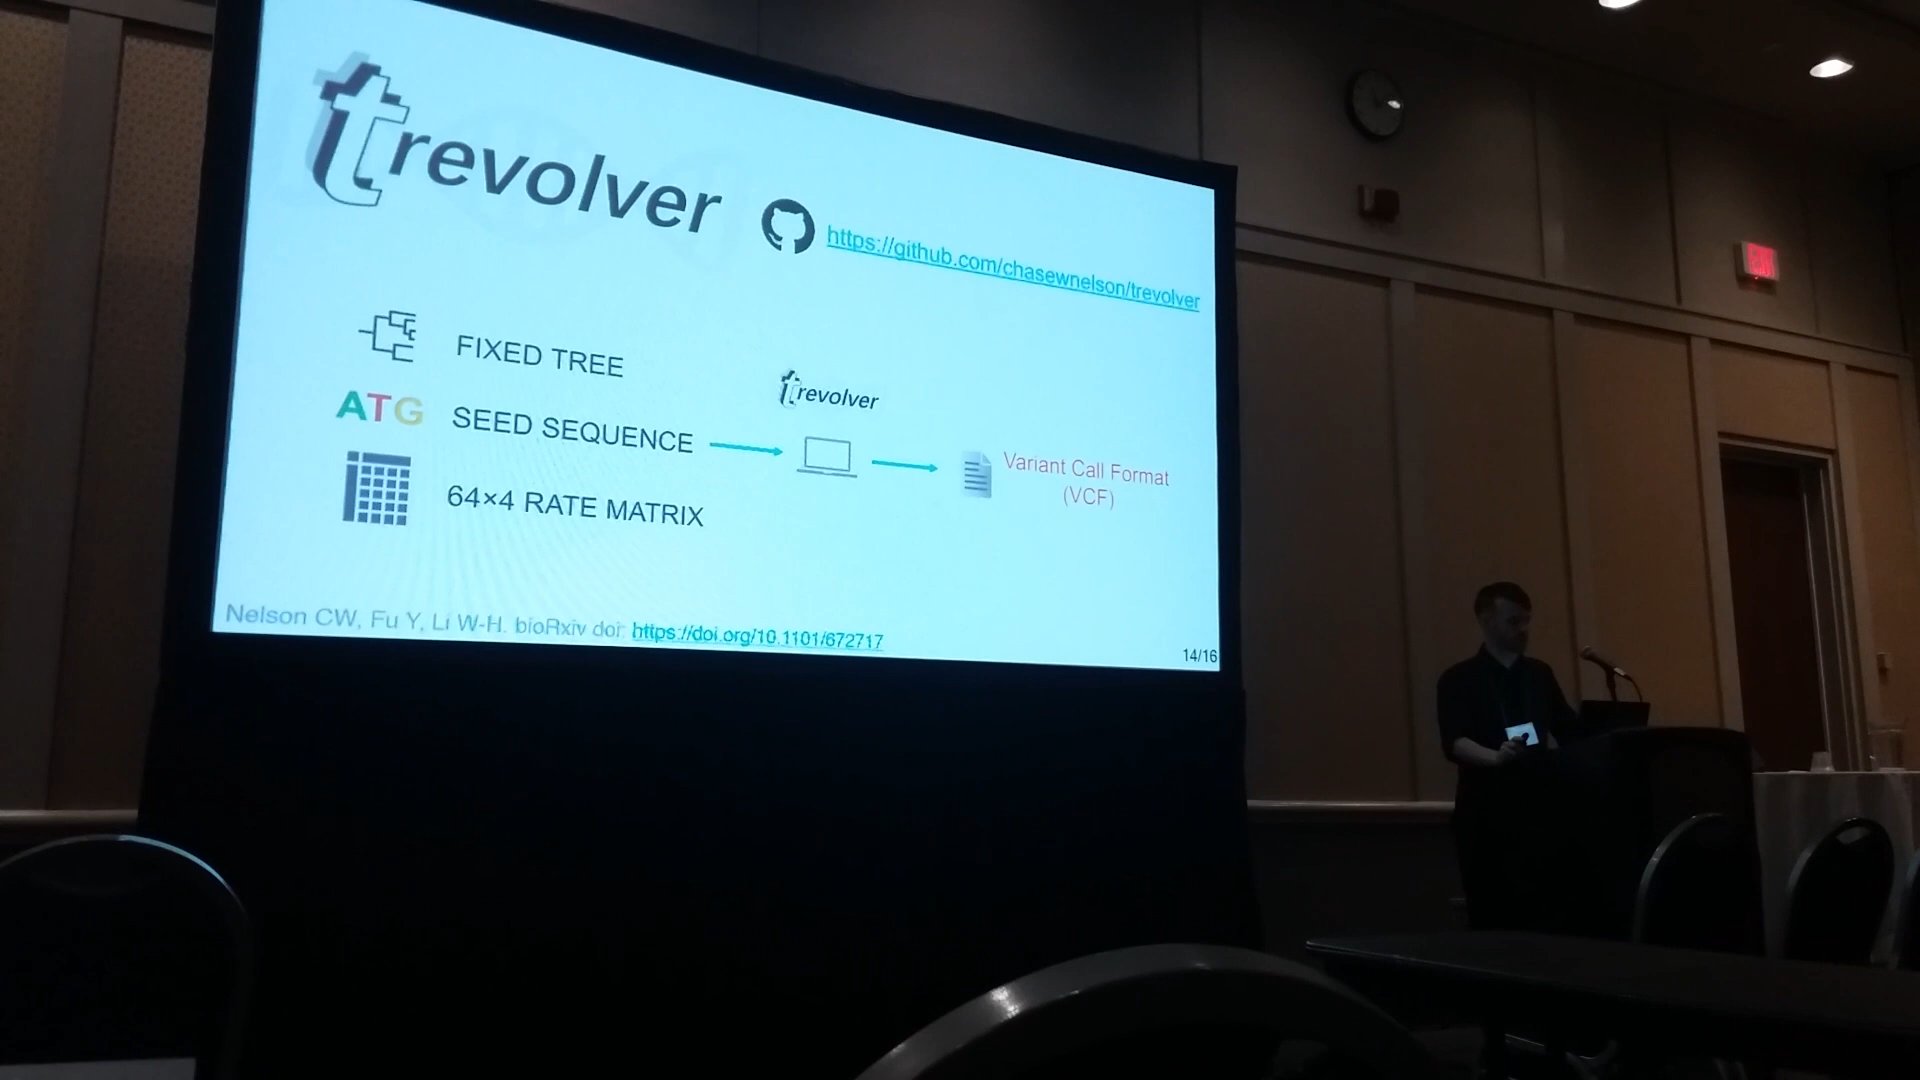 trevolver
https://github.com/chasewnelson/trevolver
FIXED TREE
ATG SEED SEQUENCE
64×4 RATE MATRIX
trevolver
Variant Call Format
(VCF)
Nelson CW, Fu Y, Li W-H. bioRxiv doi: https://doi.org/10.1101/672717
14/16
EXIT